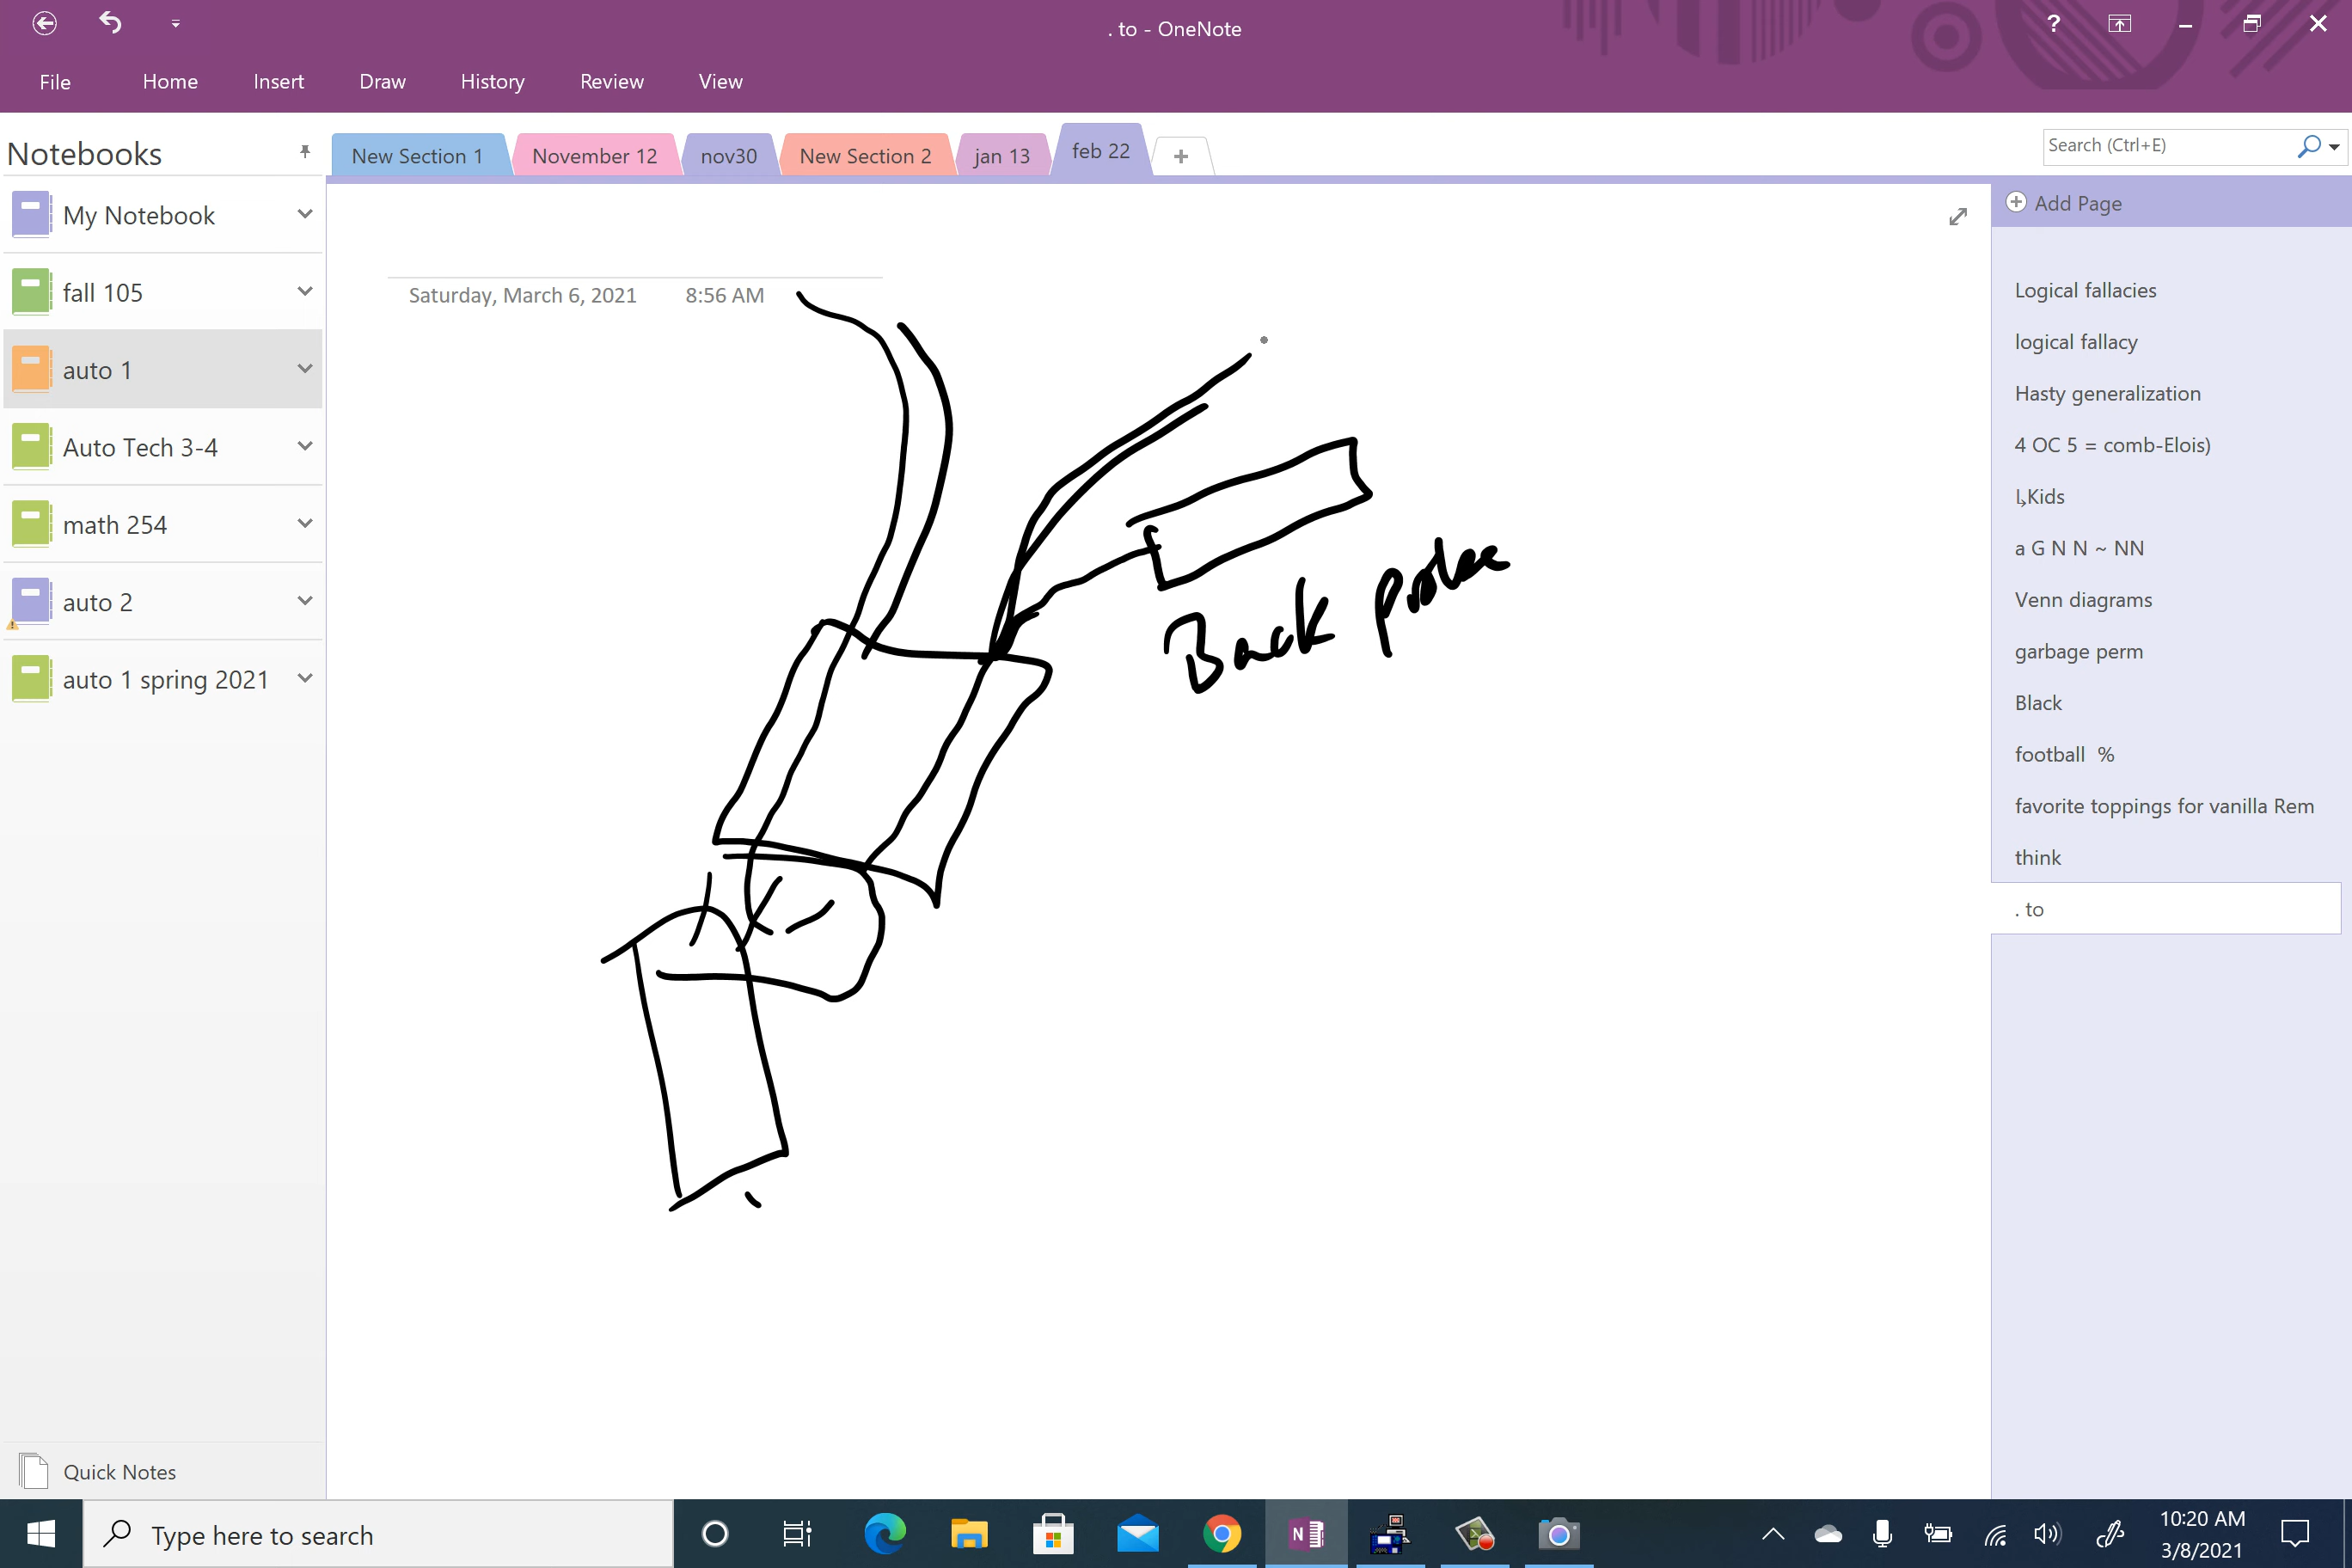 . to - OneNote
?
File Home Insert Draw History Review View
Notebooks
New Section 1 November 12 nov30 New Section 2 jan 13 feb 22 +
Search (Ctrl+E)
My Notebook
fall 105
auto 1
Auto Tech 3-4
math 254
auto 2
auto 1 spring 2021
Quick Notes
Saturday, March 6, 2021 8:56 AM
Back probe
Add Page
Logical fallacies
logical fallacy
Hasty generalization
4 OC 5 = comb-Elois)
Kids
a G N N ~ NN
Venn diagrams
garbage perm
Black
football %
favorite toppings for vanilla Rem
think
. to
Type here to search
10:20 AM
3/8/2021